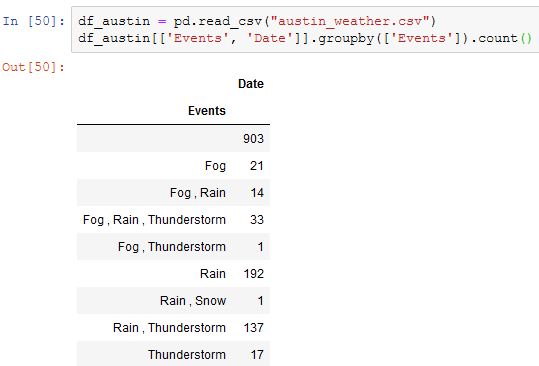 In [50]: df_austin = pd.read_csv("austin_weather.csv")
df_austin[['Events', 'Date']].groupby(['Events']).count()
Out[50]:
Date
Events
903
Fog 21
Fog , Rain 14
Fog , Rain , Thunderstorm 33
Fog , Thunderstorm 1
Rain 192
Rain , Snow 1
Rain , Thunderstorm 137
Thunderstorm 17